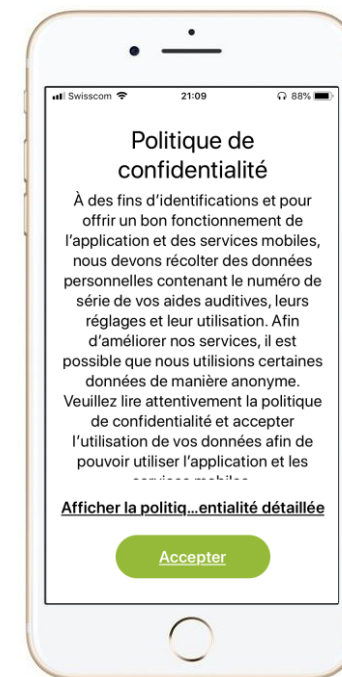 Swisscom
21:09
88%
Politique de
confidentialité
À des fins d'identifications et pour
offrir un bon fonctionnement de
l'application et des services mobiles,
nous devons récolter des données
personnelles contenant le numéro de
série de vos aides auditives, leurs
réglages et leur utilisation. Afin
d'améliorer nos services, il est
possible que nous utilisions certaines
données de manière anonyme.
Veuillez lire attentivement la politique
de confidentialité et accepter
l'utilisation de vos données afin de
pouvoir utiliser l'application et les
Afficher la politiq...entialité détaillée
Accepter